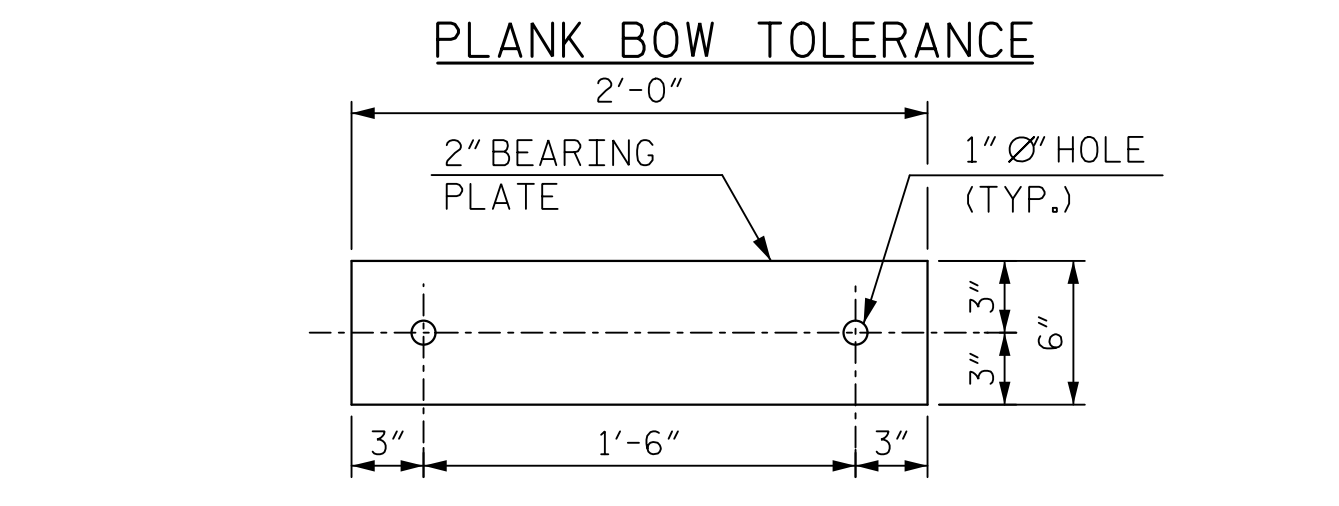 PLANK BOW TOLERANCE
2'-0"
2" BEARING
PLATE
1" Ø" HOLE
(TYP.)
3"
6"
3"
3"
1'-6"
3"